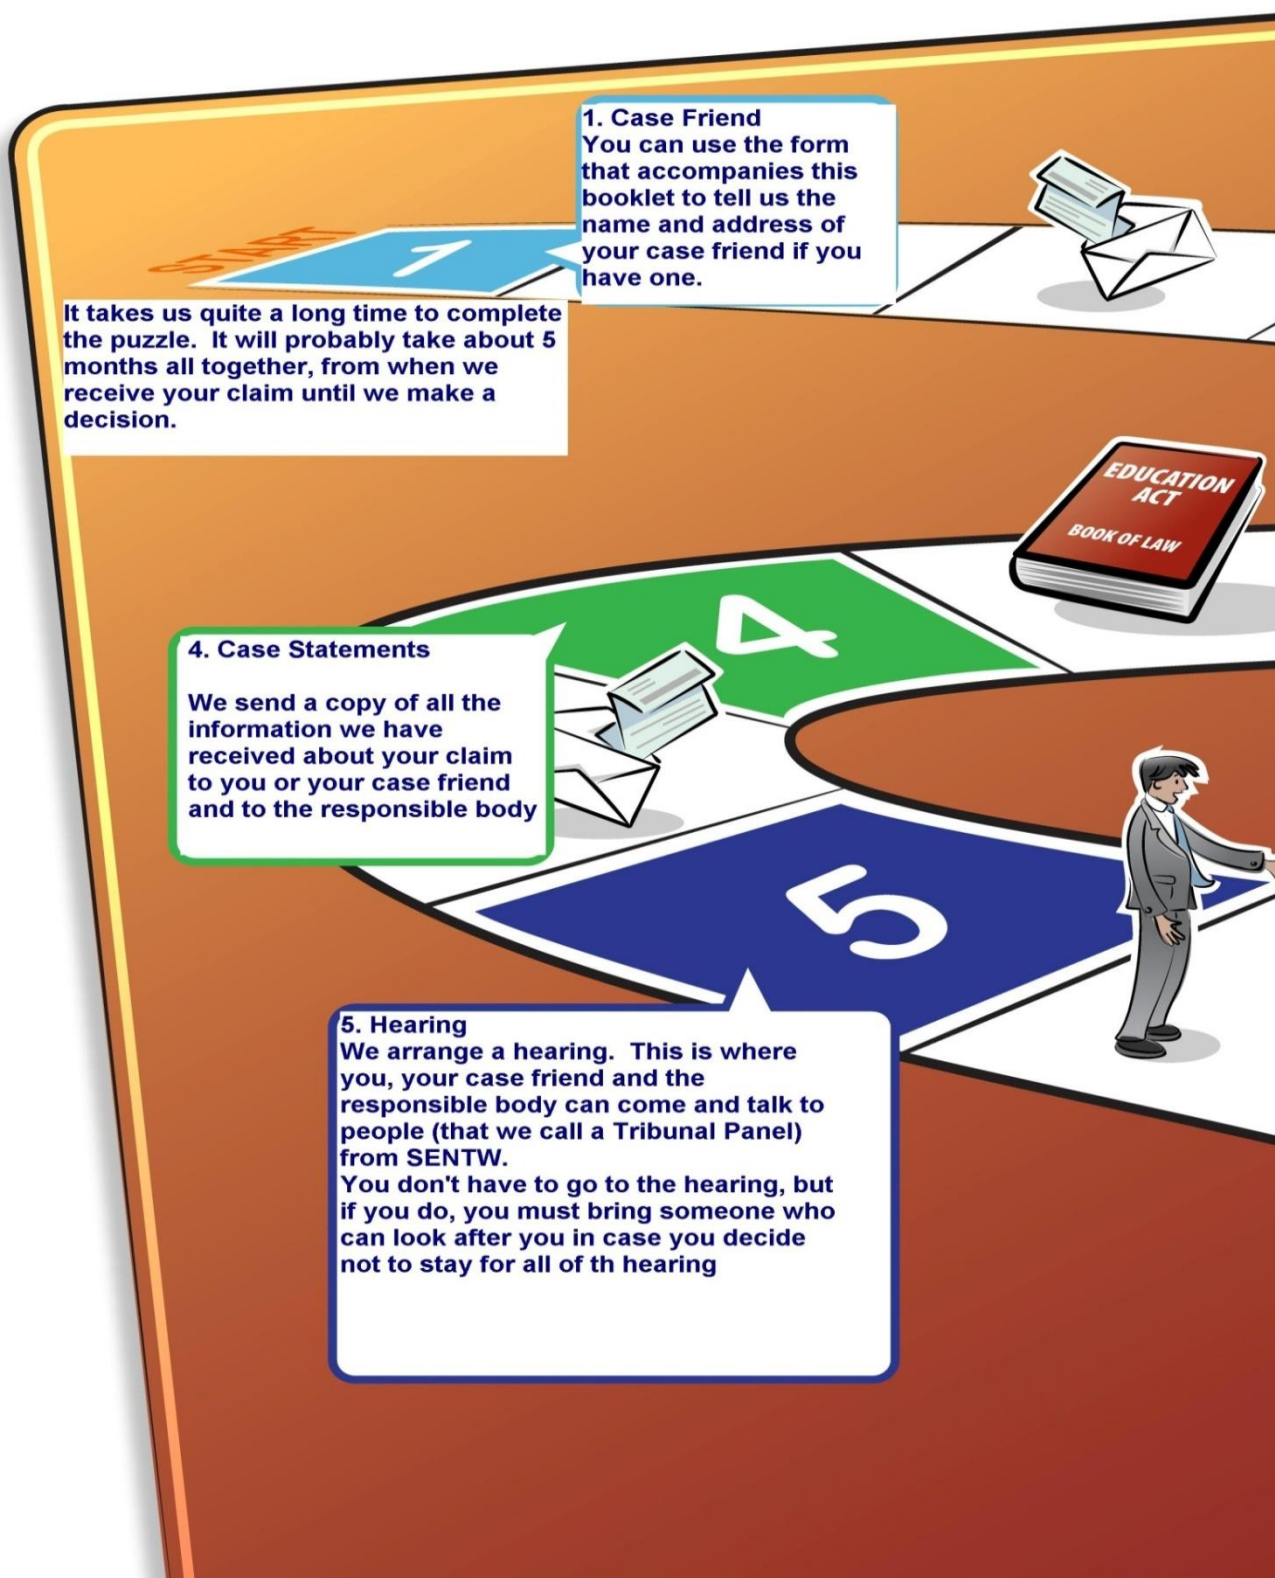 1. Case Friend
You can use the form
that accompanies this
booklet to tell us the
name and address of
your case friend if you
have one.
START
1
It takes us quite a long time to complete
the puzzle.  It will probably take about 5
months all together, from when we
receive your claim until we make a
decision.
EDUCATION
ACT
BOOK OF LAW
4
4. Case Statements
We send a copy of all the
information we have
received about your claim
to you or your case friend
and to the responsible body
5
5. Hearing
We arrange a hearing.  This is where
you, your case friend and the
responsible body can come and talk to
people (that we call a Tribunal Panel)
from SENTW.
You don't have to go to the hearing, but
if you do, you must bring someone who
can look after you in case you decide
not to stay for all of th hearing